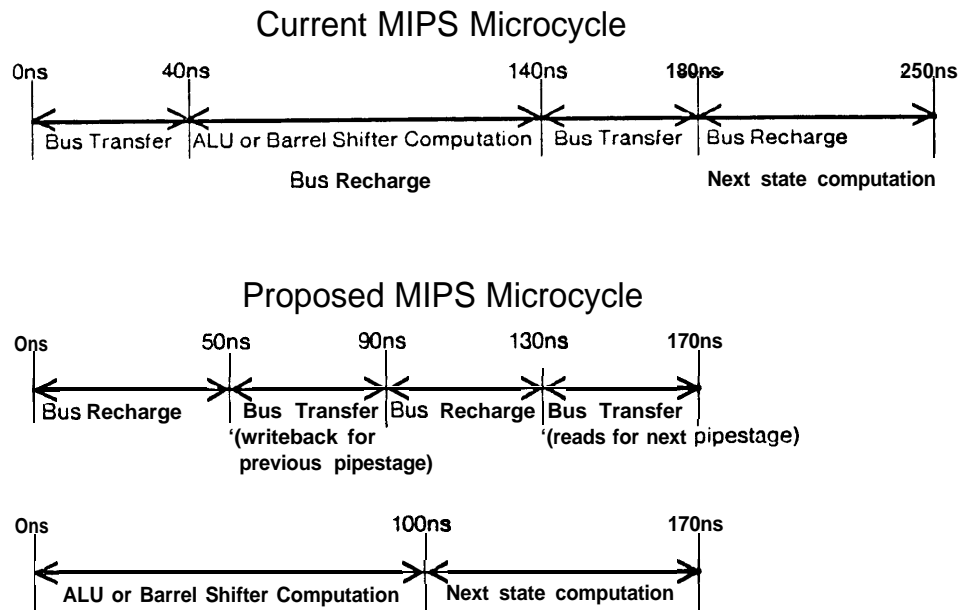 Current MIPS Microcycle
0ns 40ns 140ns 180ns 250ns
Bus Transfer ALU or Barrel Shifter Computation Bus Transfer Bus Recharge
Bus Recharge Next state computation
Proposed MIPS Microcycle
0ns 50ns 90ns 130ns 170ns
Bus Recharge Bus Transfer Bus Recharge Bus Transfer
(writeback for (reads for next pipestage)
previous pipestage)
0ns 100ns 170ns
ALU or Barrel Shifter Computation Next state computation